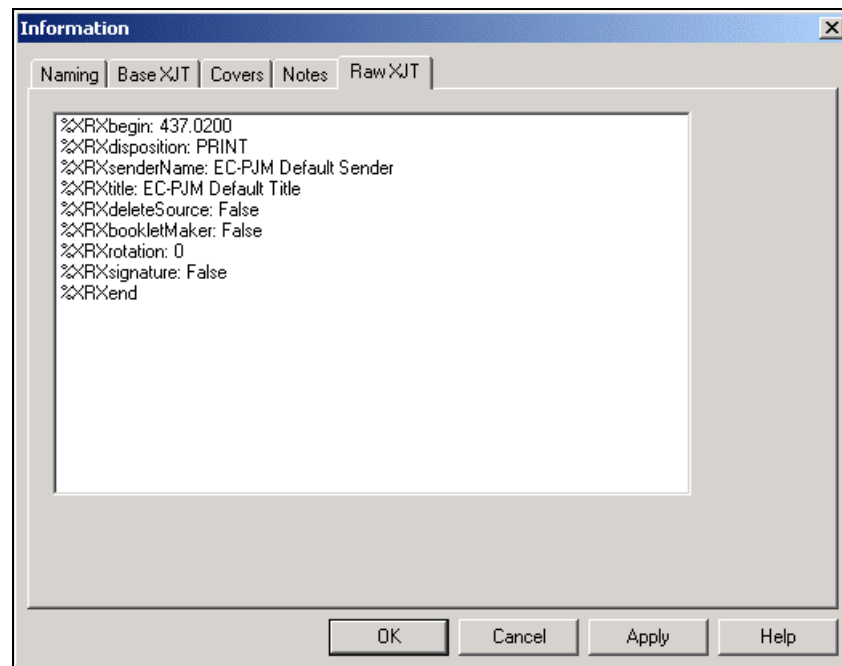 Information
Naming Base XJT Covers Notes Raw XJT
%XRXbegin: 437.0200
%XRXdisposition: PRINT
%XRXsenderName: EC-PJM Default Sender
%XRXtitle: EC-PJM Default Title
%XRXdeleteSource: False
%XRXbookletMaker: False
%XRXrotation: 0
%XRXsignature: False
%XRXend
OK Cancel Apply Help